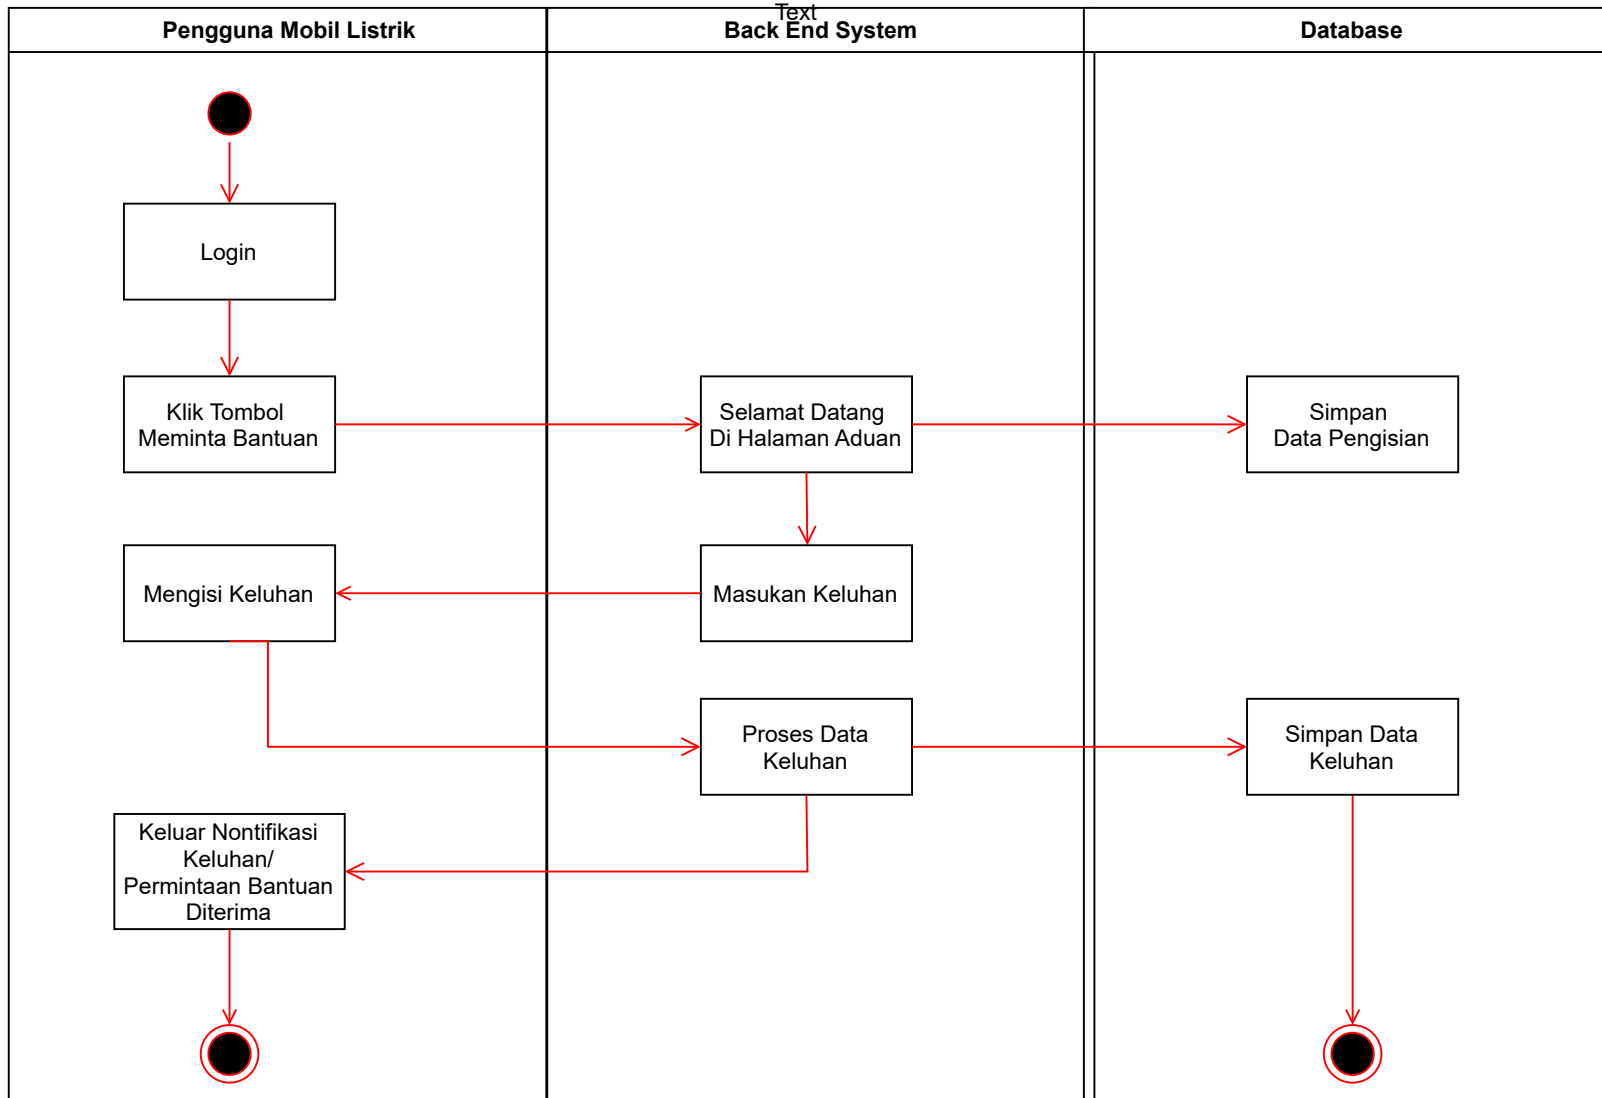 Text
Pengguna Mobil Listrik
Back End System
Database
Login
Klik Tombol
Meminta Bantuan
Selamat Datang
Di Halaman Aduan
Simpan
Data Pengisian
Mengisi Keluhan
Masukan Keluhan
Proses Data
Keluhan
Simpan Data
Keluhan
Keluar Nontifikasi
Keluhan/
Permintaan Bantuan
Diterima